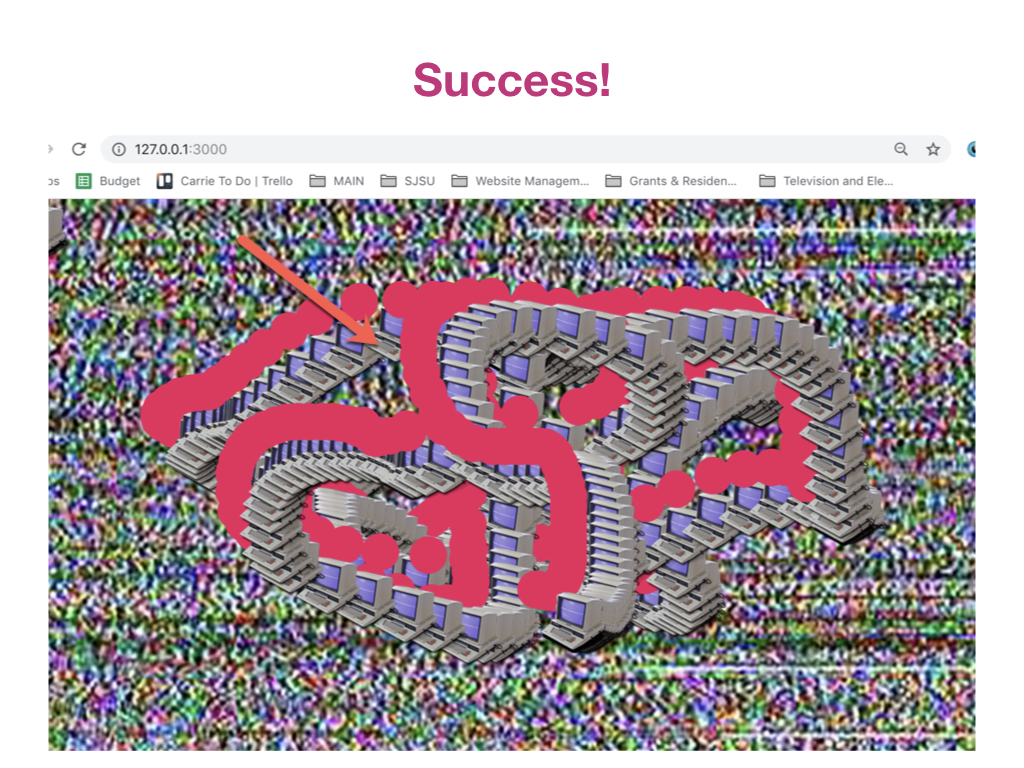 Success!
127.0.0.1:3000
os Budget Carrie To Do | Trello MAIN SJSU Website Managem... Grants & Residen... Television and Ele...